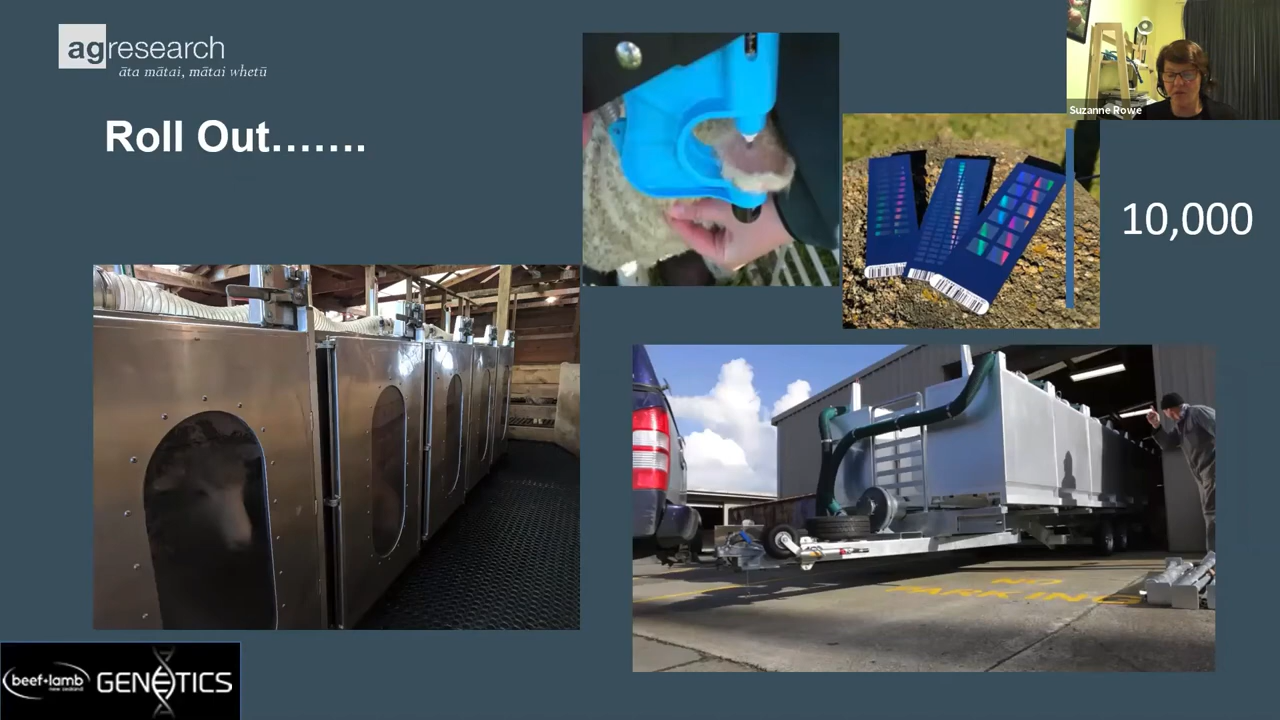 agresearch
āta mātai, mātai whetū
Suzanne Rowe
Roll Out…….
10,000
NO
PARKING
beef+lamb
new zealand
GENETICS